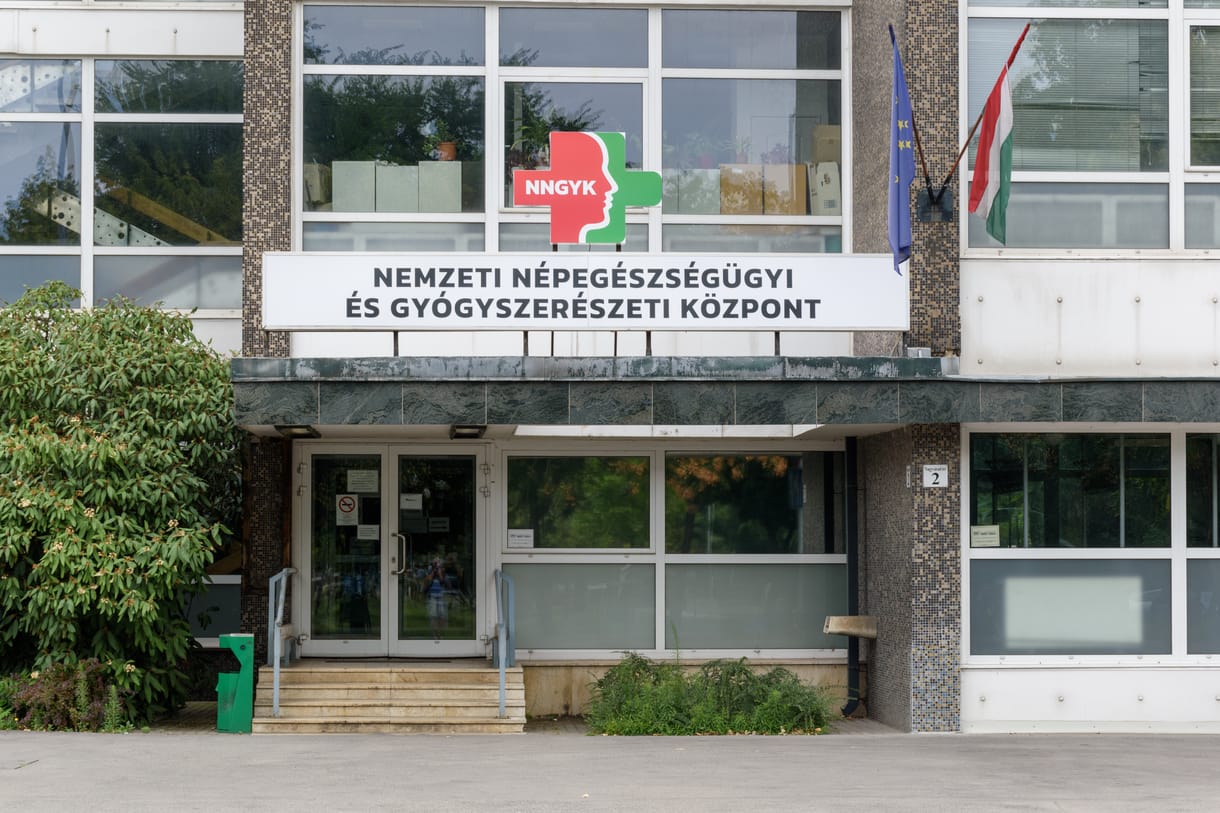 NNGYK
NEMZETI NÉPEGÉSZSÉGÜGYI
ÉS GYÓGYSZERÉSZETI KÖZPONT
2